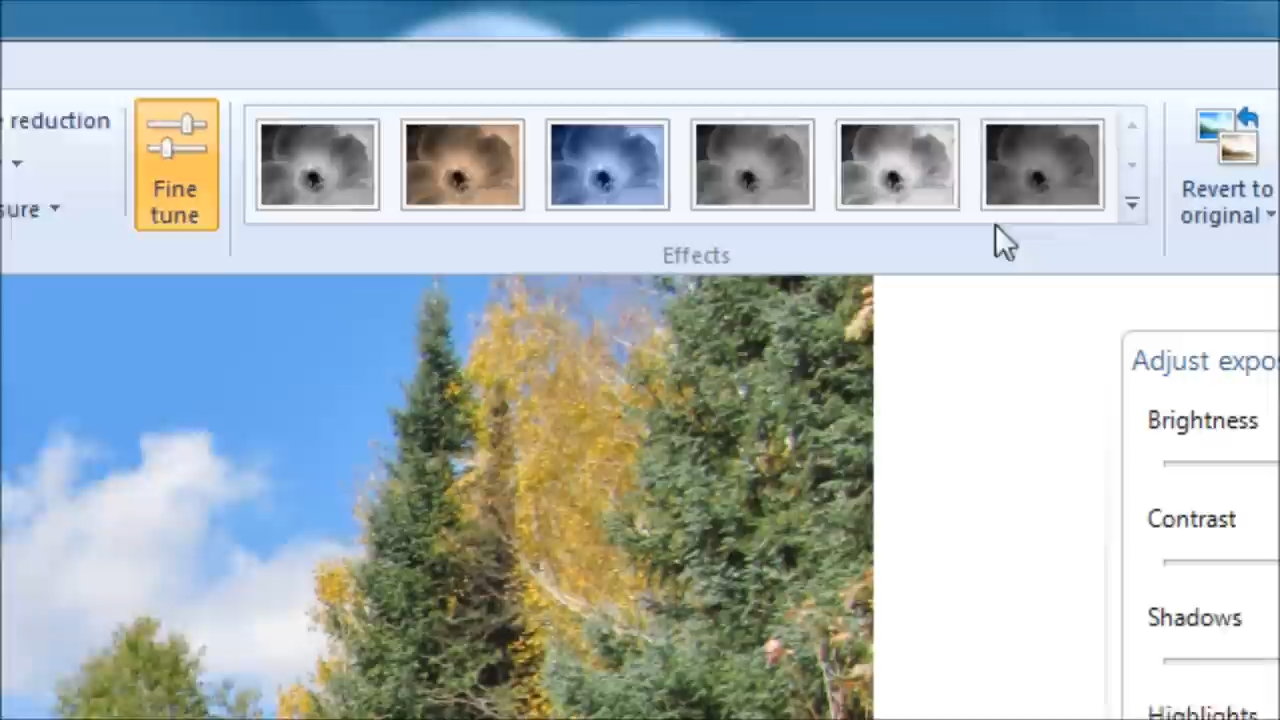 reduction
Fine
tune
sure
Effects
Revert to
original
Adjust expo
Brightness
Contrast
Shadows
Highlights